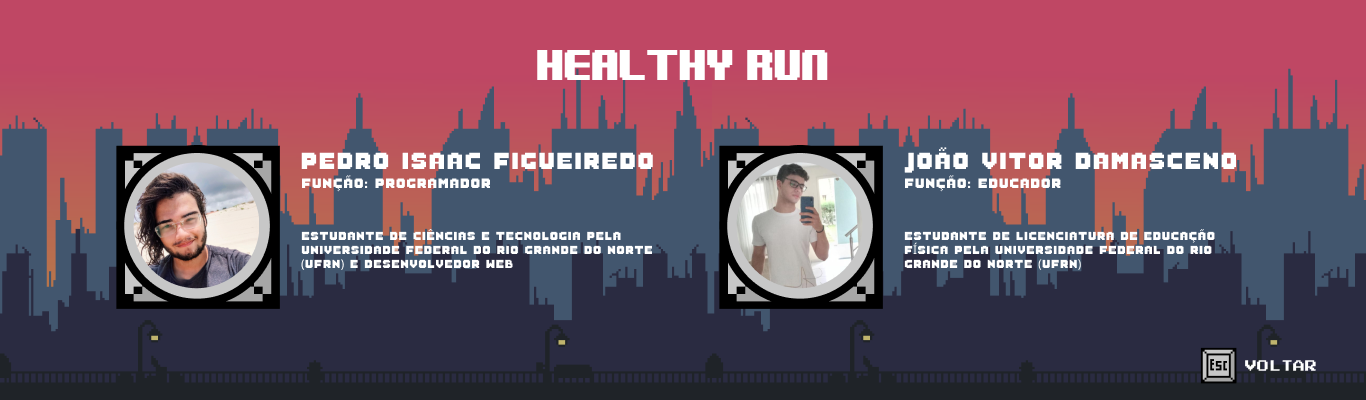 HEALTHY RUN
PEDRO ISAAC FIGUEIREDO
FUNÇÃO: PROGRAMADOR
ESTUDANTE DE CIÊNCIAS E TECNOLOGIA PELA
UNIVERSIDADE FEDERAL DO RIO GRANDE DO NORTE
(UFRN) E DESENVOLVEDOR WEB
JOÃO VITOR DAMASCENO
FUNÇÃO: EDUCADOR
ESTUDANTE DE LICENCIATURA DE EDUCAÇÃO
FÍSICA PELA UNIVERSIDADE FEDERAL DO RIO
GRANDE DO NORTE (UFRN)
ESC VOLTAR